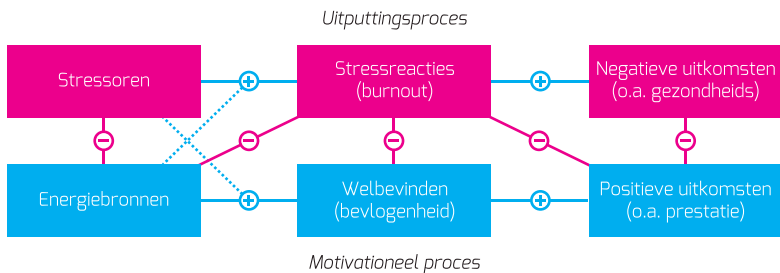 Uitputtingsproces
Stressoren
Stressreacties
(burnout)
Negatieve uitkomsten
(o.a. gezondheids)
Energiebronnen
Welbevinden
(bevlogenheid)
Positieve uitkomsten
(o.a. prestatie)
Motivationeel proces